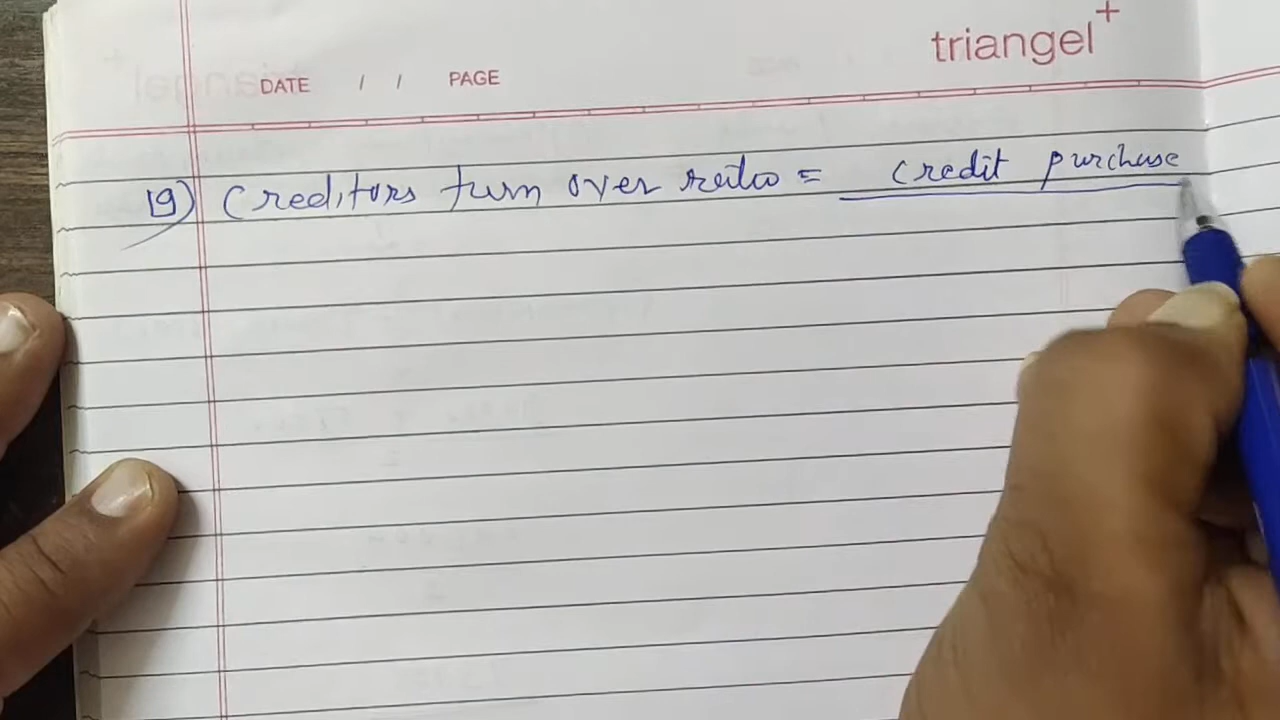 triangel+
DATE / / PAGE
19) Creditors turn over ratio = credit purchase